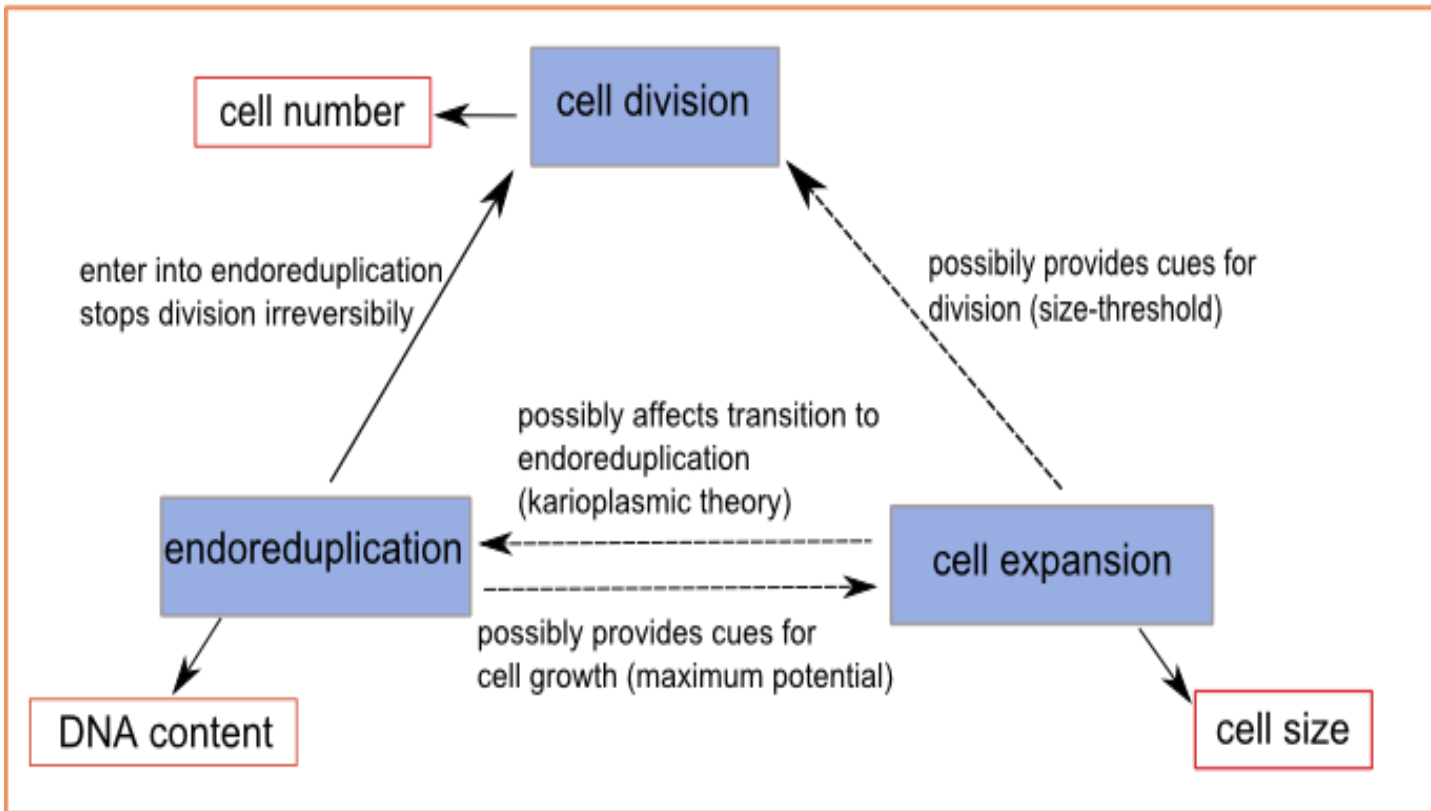 cell division
cell number
enter into endoreduplication
stops division irreversibily
possibily provides cues for
division (size-threshold)
possibly affects transition to
endoreduplication
(karioplasmic theory)
endoreduplication
cell expansion
possibly provides cues for
cell growth (maximum potential)
DNA content
cell size